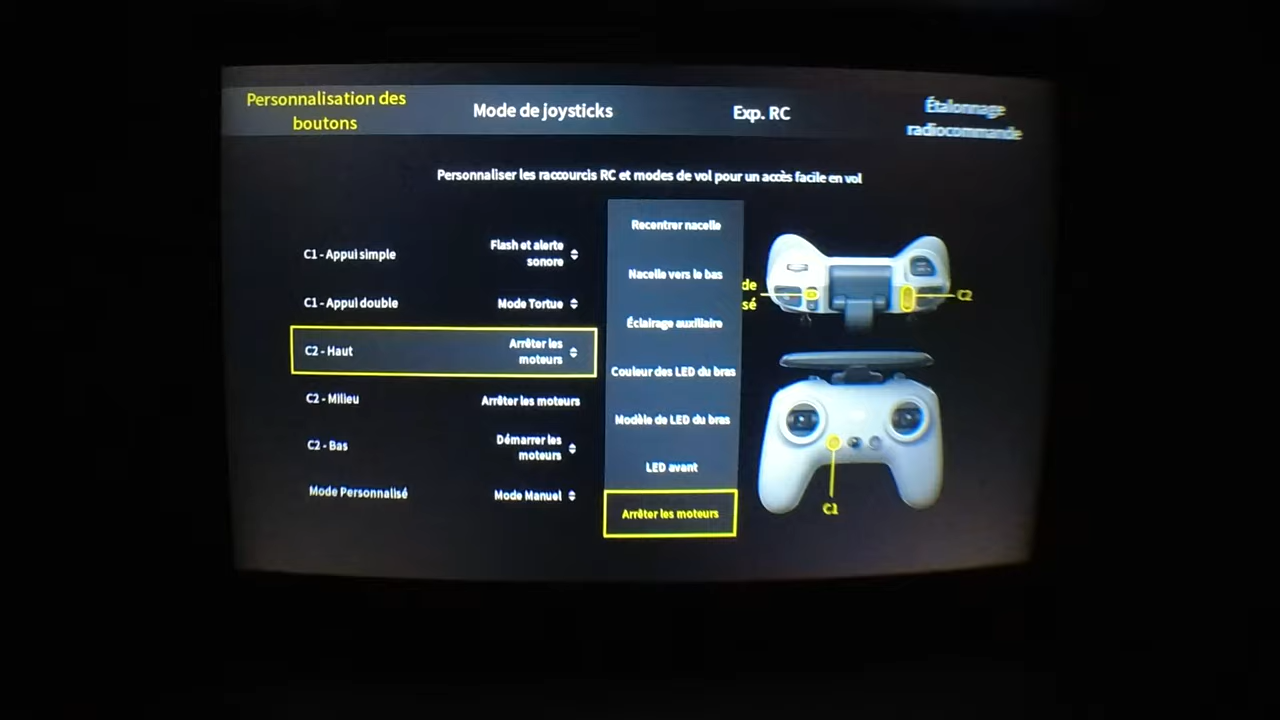 Personnalisation des
boutons
Mode de joysticks
Exp. RC
Étalonnage
radiocommande
Personnaliser les raccourcis RC et modes de vol pour un accès facile en vol
C1 - Appui simple
Flash et alerte
sonore
C1 - Appui double
Mode Tortue
C2 - Haut
Arrêter les
moteurs
C2 - Milieu
Arrêter les moteurs
C2 - Bas
Démarrer les
moteurs
Mode Personnalisé
Mode Manuel
Recentrer nacelle
Nacelle vers le bas
Éclairage auxiliaire
Couleur des LED du bras
Modèle de LED du bras
LED avant
Arrêter les moteurs
de
sé
C2
C1